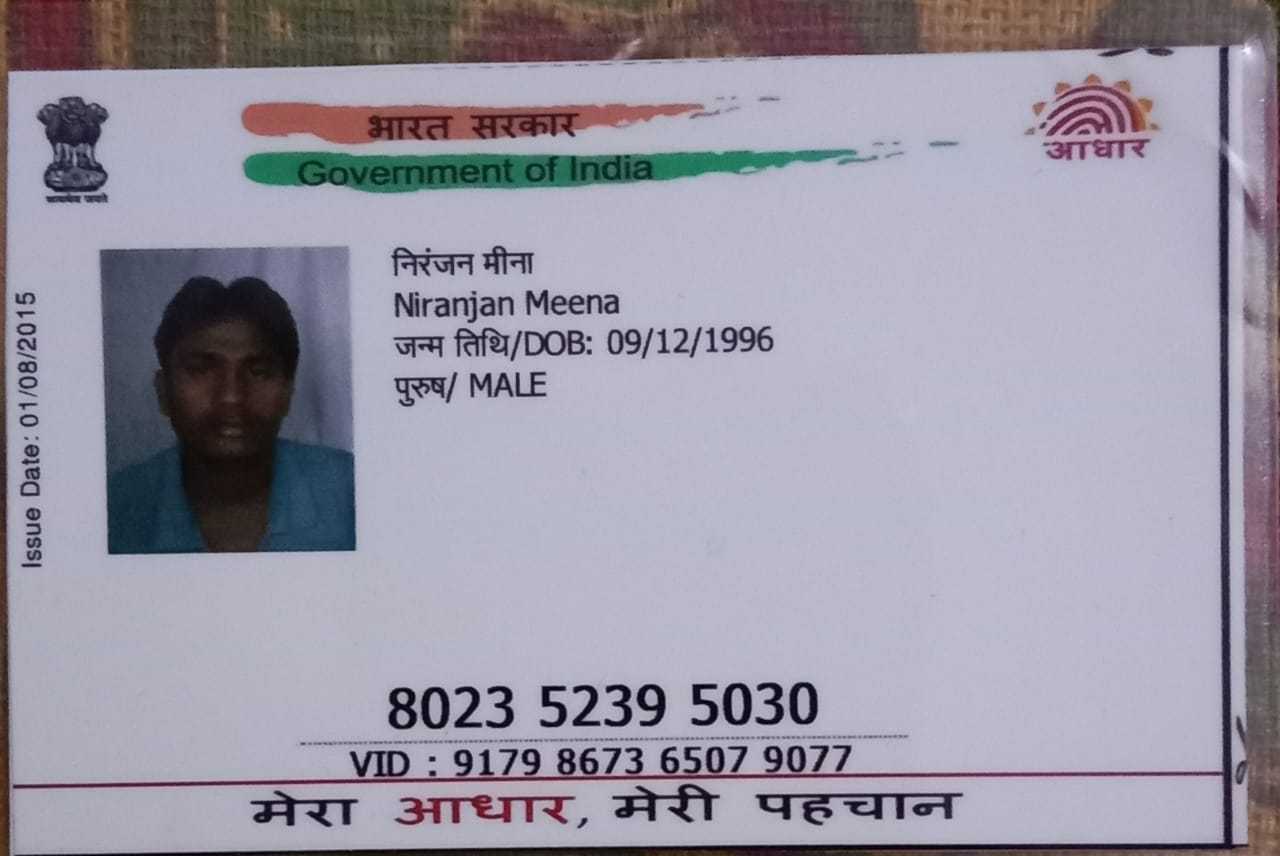 भारत सरकार
Government of India
आधार
सत्यमेव जयते
निरंजन मीना
Niranjan Meena
जन्म तिथि/DOB: 09/12/1996
पुरुष/ MALE
Issue Date: 01/08/2015
8023 5239 5030
VID : 9179 8673 6507 9077
मेरा आधार, मेरी पहचान